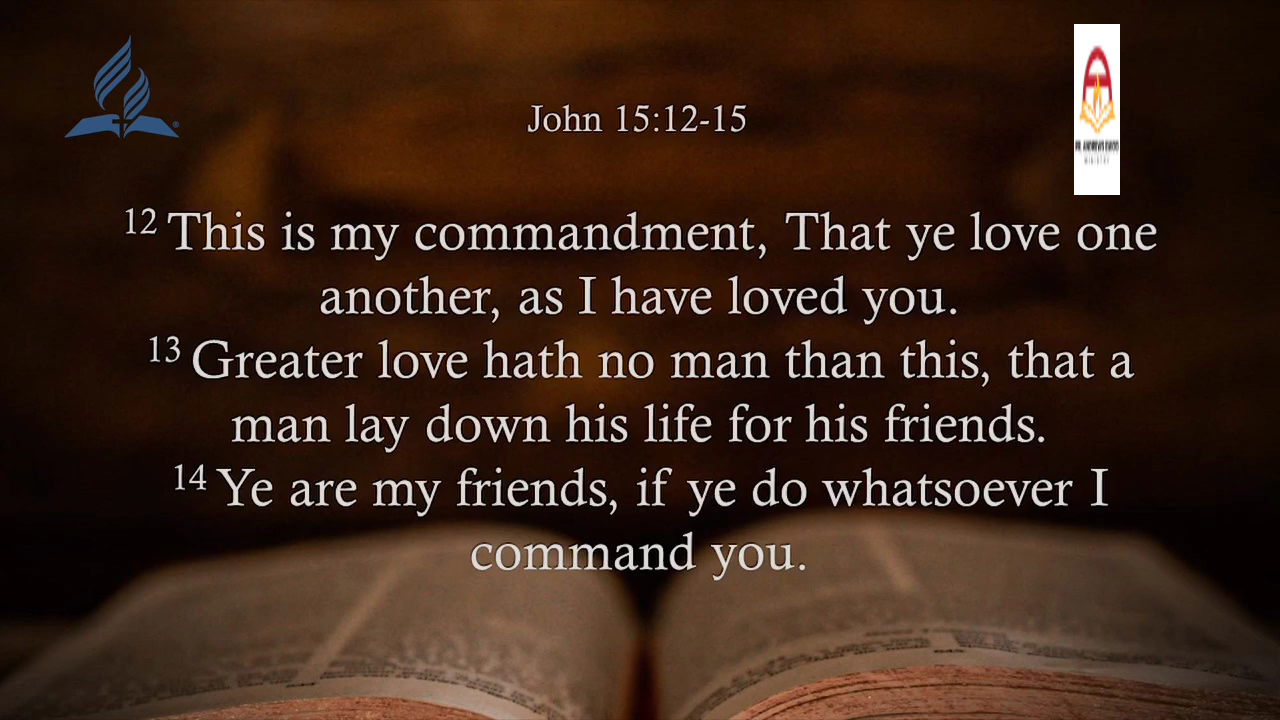 John 15:12-15
12 This is my commandment, That ye love one
another, as I have loved you.
13 Greater love hath no man than this, that a
man lay down his life for his friends.
14 Ye are my friends, if ye do whatsoever I
command you.
MINISTRY